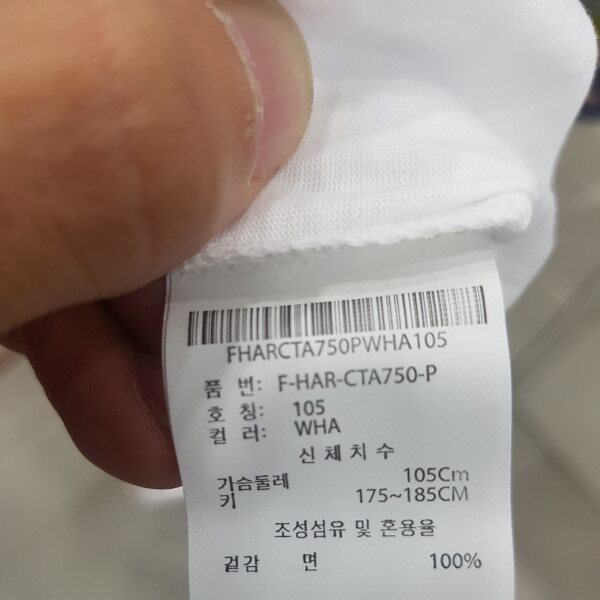 FHARCTA750PWHA105
품 번: F-HAR-CTA750-P
호 칭: 105
컬 러: WHA
신 체 치 수
가슴둘레 105Cm
키 175~185CM
조성섬유 및 혼용율
겉감 면 100%